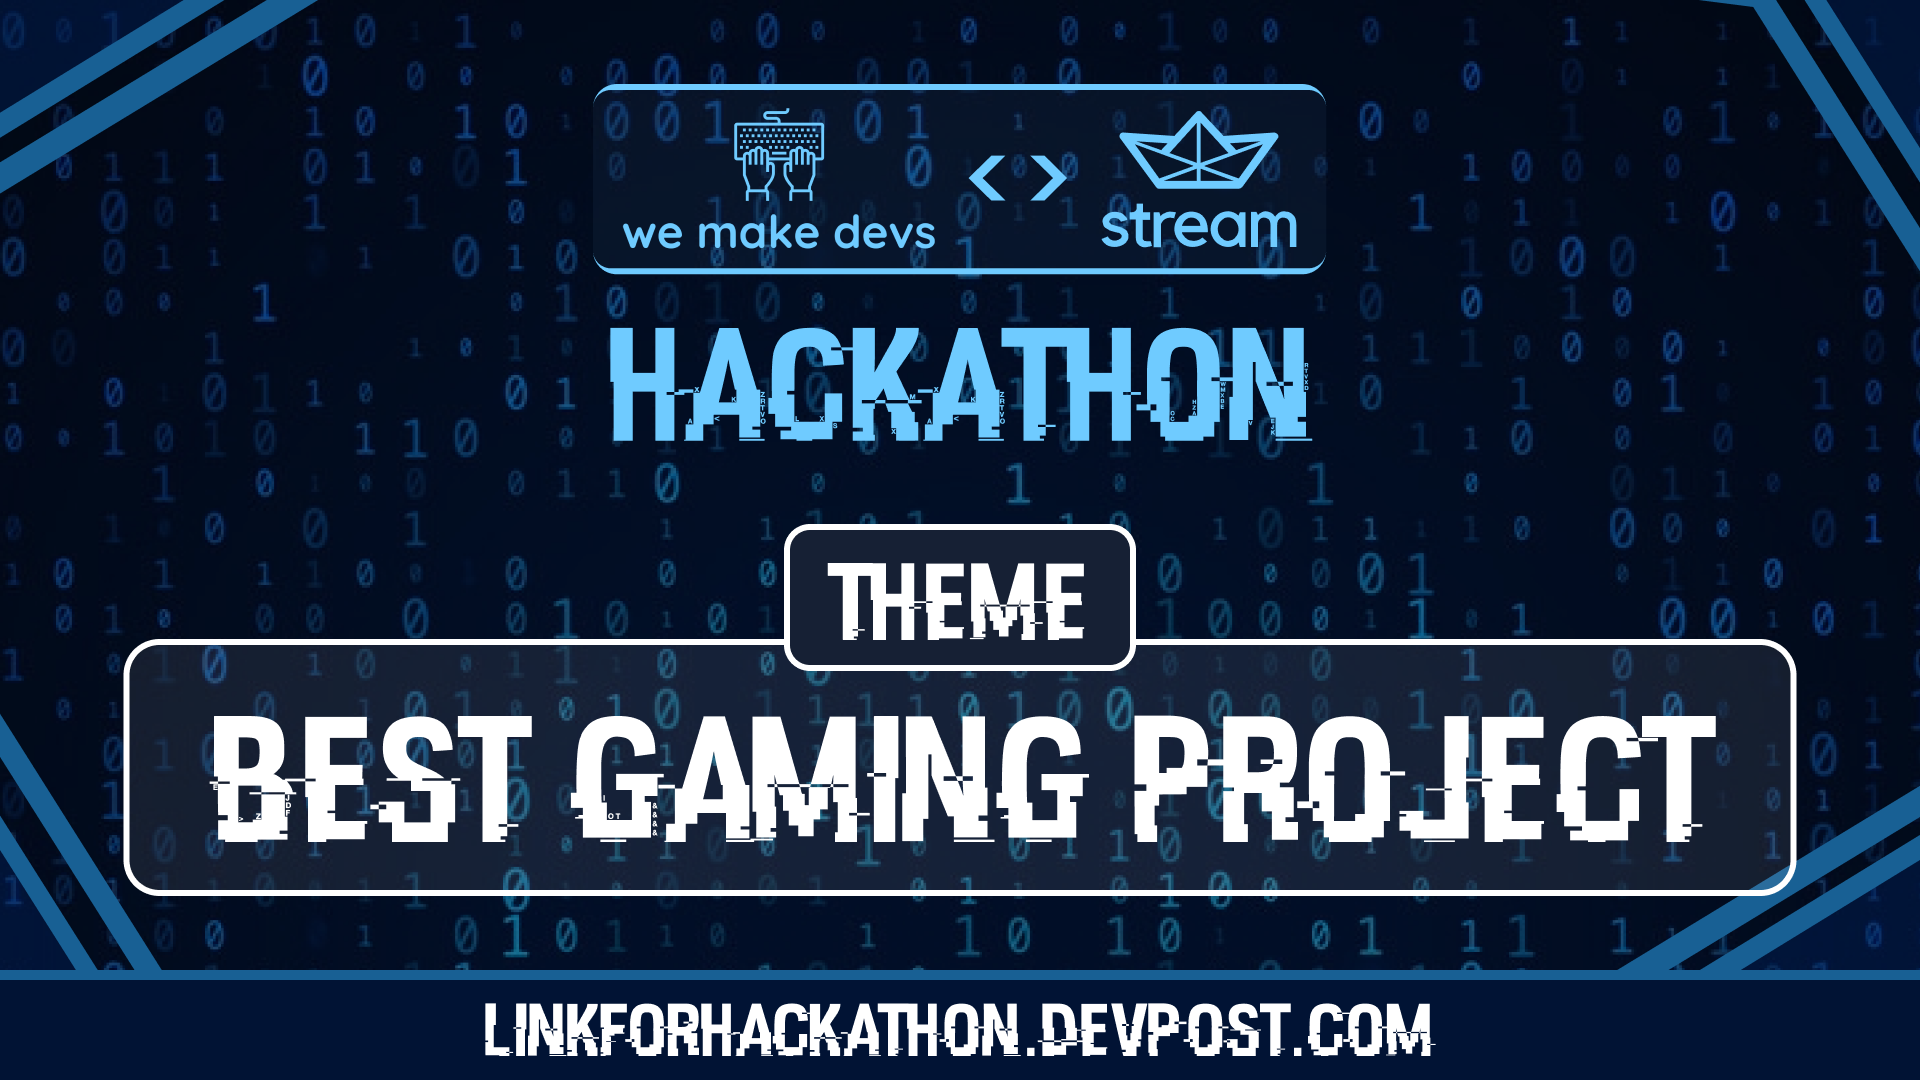 we make devs <> stream
HACKATHON
THEME
BEST GAMING PROJECT
LINKFORHACKATHON.DEVPOST.COM